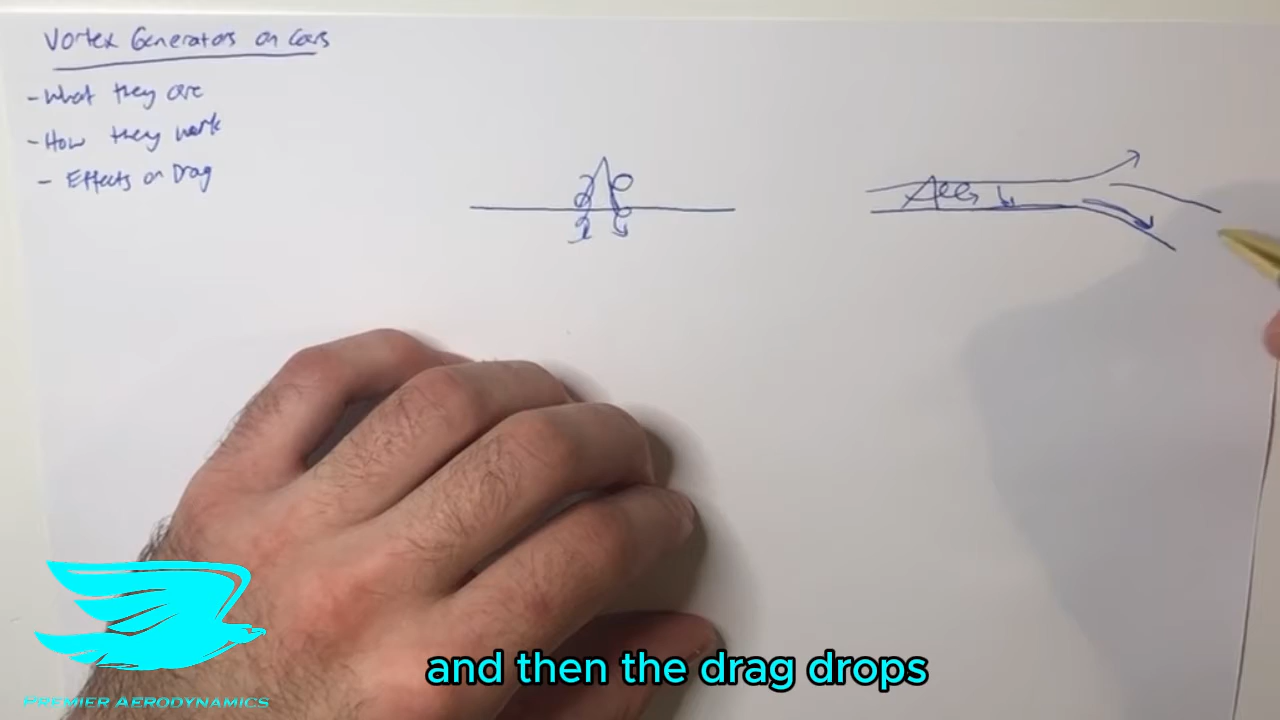 Vortex Generators on Cars
- What they are
- How they work
- Effects on Drag
and then the drag drops
PREMIER AERODYNAMICS